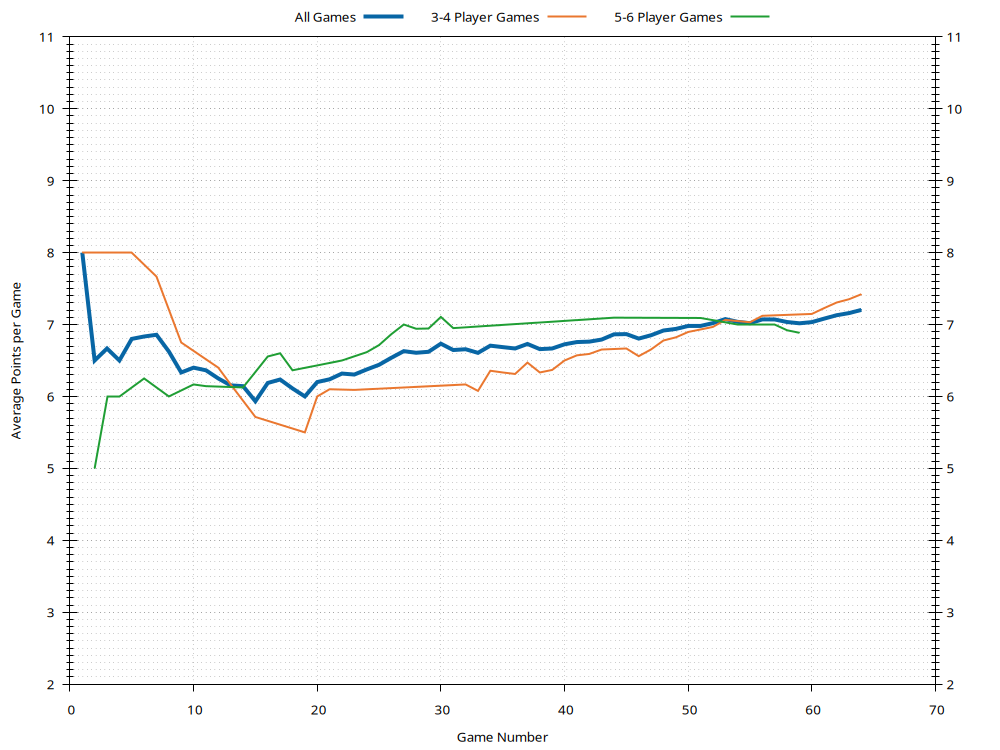 All Games 3-4 Player Games 5-6 Player Games
11 11
10 10
9 9
8 8
7 7
6 6
5 5
4 4
3 3
2 2
Average Points per Game
0 10 20 30 40 50 60 70
Game Number